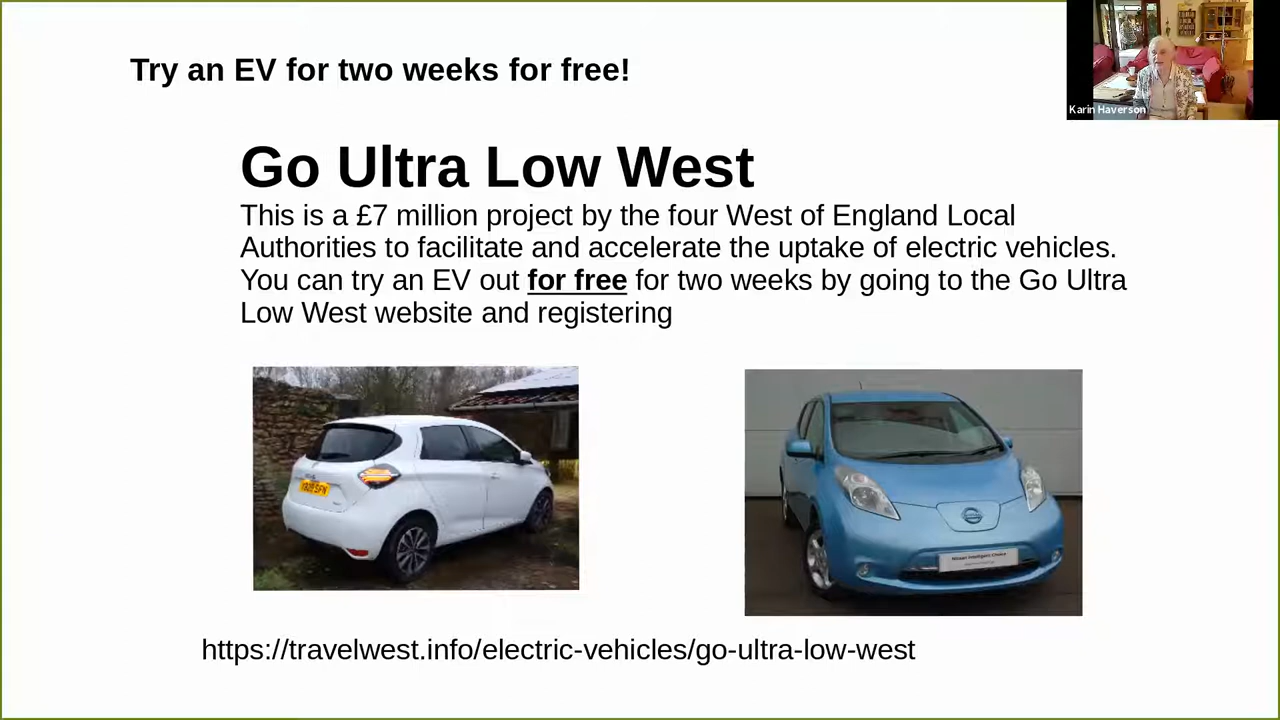 Try an EV for two weeks for free!
Karin Haverson
Go Ultra Low West
This is a £7 million project by the four West of England Local
Authorities to facilitate and accelerate the uptake of electric vehicles.
You can try an EV out for free for two weeks by going to the Go Ultra
Low West website and registering
Nissan Intelligent Choice
https://travelwest.info/electric-vehicles/go-ultra-low-west